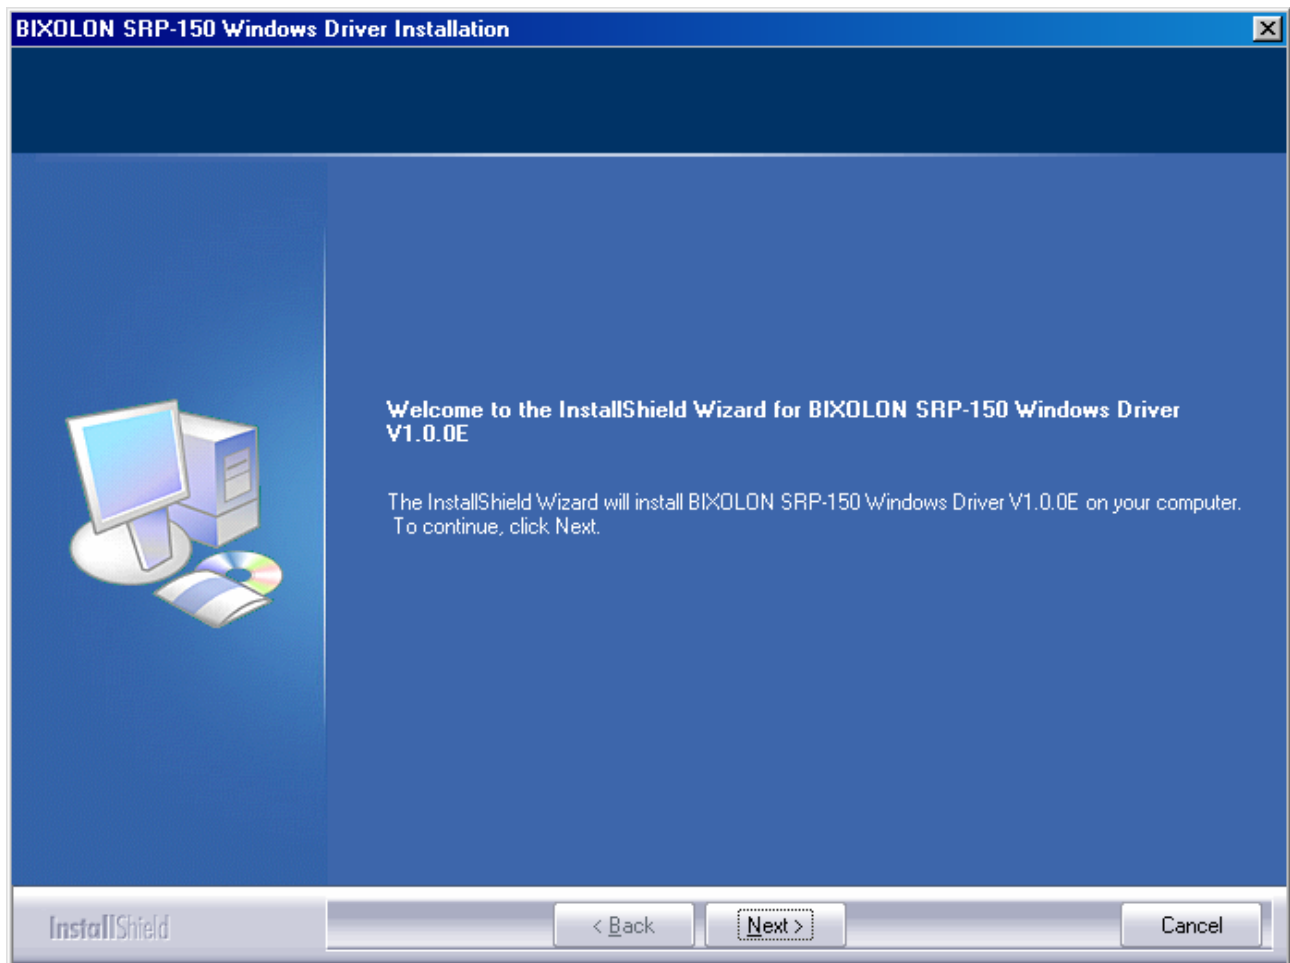 BIXOLON SRP-150 Windows Driver Installation
Welcome to the InstallShield Wizard for BIXOLON SRP-150 Windows Driver
V1.0.0E
The InstallShield Wizard will install BIXOLON SRP-150 Windows Driver V1.0.0E on your computer.
To continue, click Next.
InstallShield
< Back
Next >
Cancel